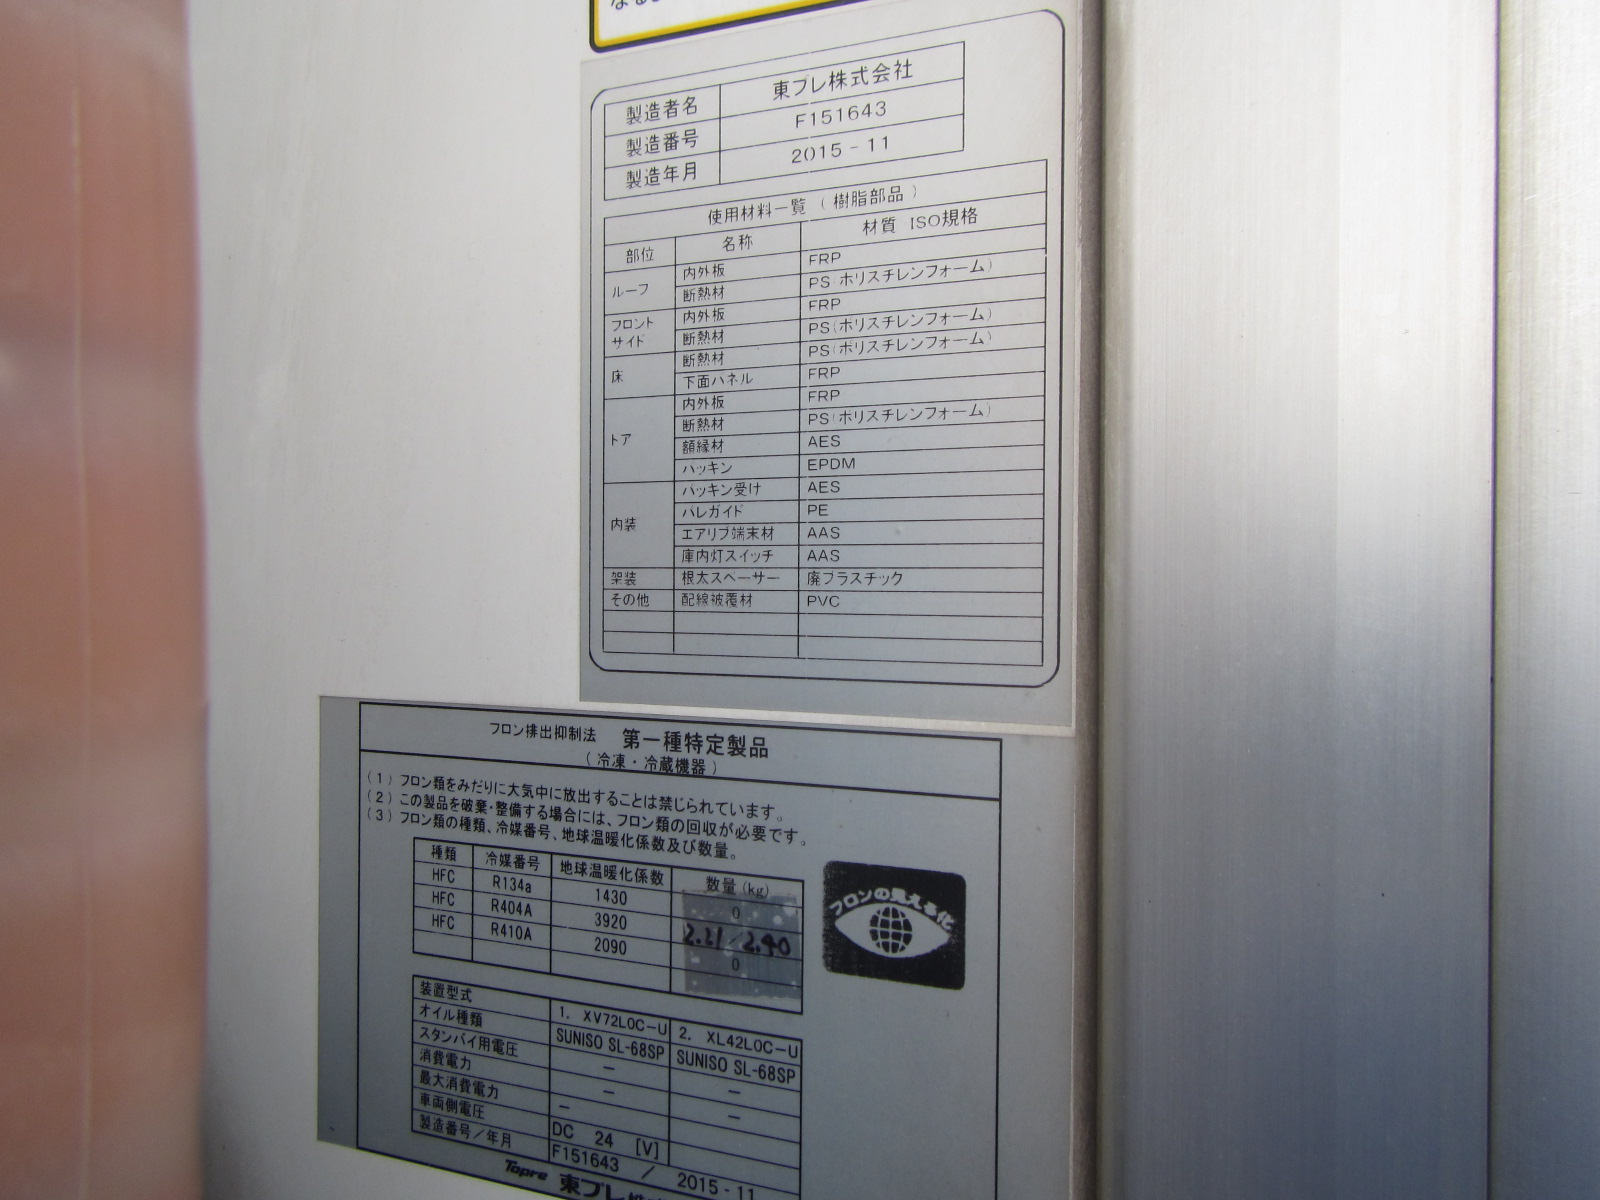 製造者名 東プレ株式会社
製造番号 F151643
製造年月 2015 - 11
使用材料一覧 ( 樹脂部品 )
部位 名称 材質 ISO規格
ルーフ 内外板 FRP
断熱材 PS(ポリスチレンフォーム)
フロント サイド 内外板 FRP
断熱材 PS(ポリスチレンフォーム)
床 断熱材 PS(ポリスチレンフォーム)
下面パネル FRP
ドア 内外板 FRP
断熱材 PS(ポリスチレンフォーム)
額縁材 AES
パッキン EPDM
内装 パッキン受け AES
バレガイド PE
エアリブ端末材 AAS
庫内灯スイッチ AAS
架装 根太スペーサー 廃プラスチック
その他 配線被覆材 PVC
フロン排出抑制法 第一種特定製品
( 冷凍・冷蔵機器 )
(1) フロン類をみだりに大気中に放出することは禁じられています。
(2) この製品を破棄・整備する場合には、フロン類の回収が必要です。
(3) フロン類の種類、冷媒番号、地球温暖化係数及び数量。
種類 冷媒番号 地球温暖化係数 数量(kg)
HFC R134a 1430 0
HFC R404A 3920 2.21/2.40
HFC R410A 2090 0
フロンの見える化
装置型式 1. XV72LOC-U 2. XL42LOC-U
オイル種類 SUNISO SL-68SP SUNISO SL-68SP
スタンバイ用電圧 — —
消費電力 — —
最大消費電力 —
車両側電圧 DC 24 [V]
製造番号/年月 F151643 / 2015 - 11
Topre 東プレ株